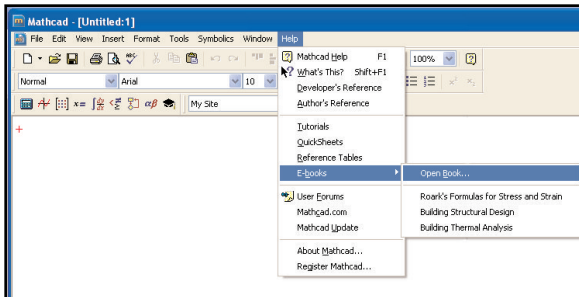 Mathcad - [Untitled:1]
File Edit View Insert Format Tools Symbolics Window Help
100%
Normal Arial 10
My Site
Mathcad Help F1
What's This? Shift+F1
Developer's Reference
Author's Reference
Tutorials
QuickSheets
Reference Tables
E-books
Open Book...
User Forums
Roark's Formulas for Stress and Strain
Mathcad.com
Building Structural Design
Mathcad Update
Building Thermal Analysis
About Mathcad...
Register Mathcad...